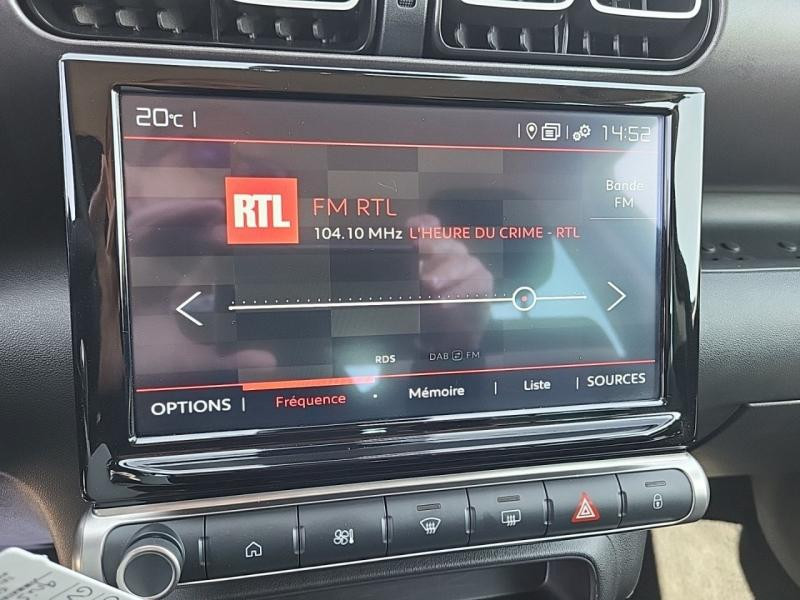 20°C
14:52
RTL
FM RTL
Bande
FM
104.10 MHz L'HEURE DU CRIME - RTL
RDS
DAB FM
OPTIONS
Fréquence
Mémoire
Liste
SOURCES